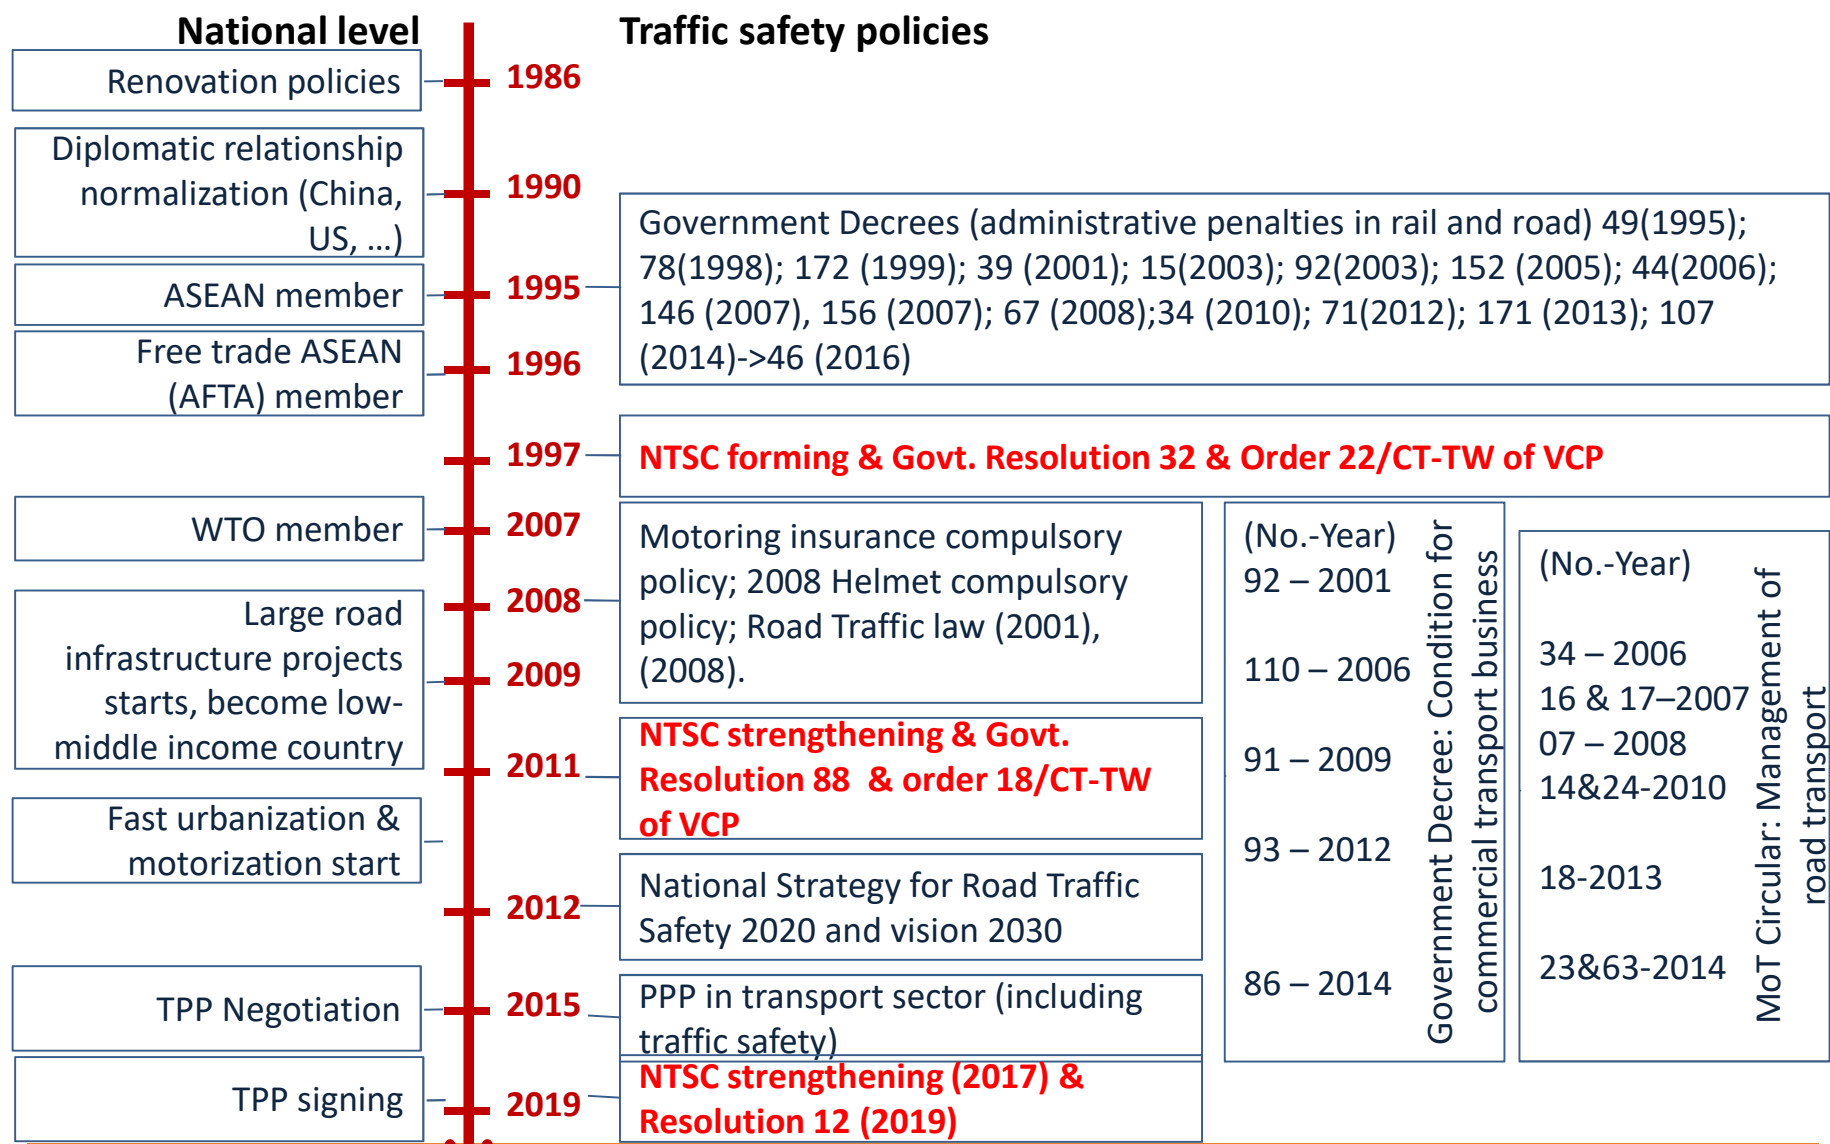 National level
Traffic safety policies
Renovation policies
1986
Diplomatic relationship
normalization (China,
US, ...)
1990
ASEAN member
1995
Government Decrees (administrative penalties in rail and road) 49(1995);
78(1998); 172 (1999); 39 (2001); 15(2003); 92(2003); 152 (2005); 44(2006);
146 (2007), 156 (2007); 67 (2008);34 (2010); 71(2012); 171 (2013); 107
(2014)->46 (2016)
Free trade ASEAN
(AFTA) member
1996
1997
NTSC forming & Govt. Resolution 32 & Order 22/CT-TW of VCP
WTO member
2007
2008
Motoring insurance compulsory
policy; 2008 Helmet compulsory
policy; Road Traffic law (2001),
(2008).
Large road
infrastructure projects
starts, become low-
middle income country
2009
2011
NTSC strengthening & Govt.
Resolution 88 & order 18/CT-TW
of VCP
Fast urbanization &
motorization start
2012
National Strategy for Road Traffic
Safety 2020 and vision 2030
TPP Negotiation
2015
PPP in transport sector (including
traffic safety)
TPP signing
2019
NTSC strengthening (2017) &
Resolution 12 (2019)
(No.-Year)
92 – 2001
110 – 2006
91 – 2009
93 – 2012
86 – 2014
Government Decree: Condition for
commercial transport business
(No.-Year)
34 – 2006
16 & 17–2007
07 – 2008
14&24-2010
18-2013
23&63-2014
MoT Circular: Management of
road transport